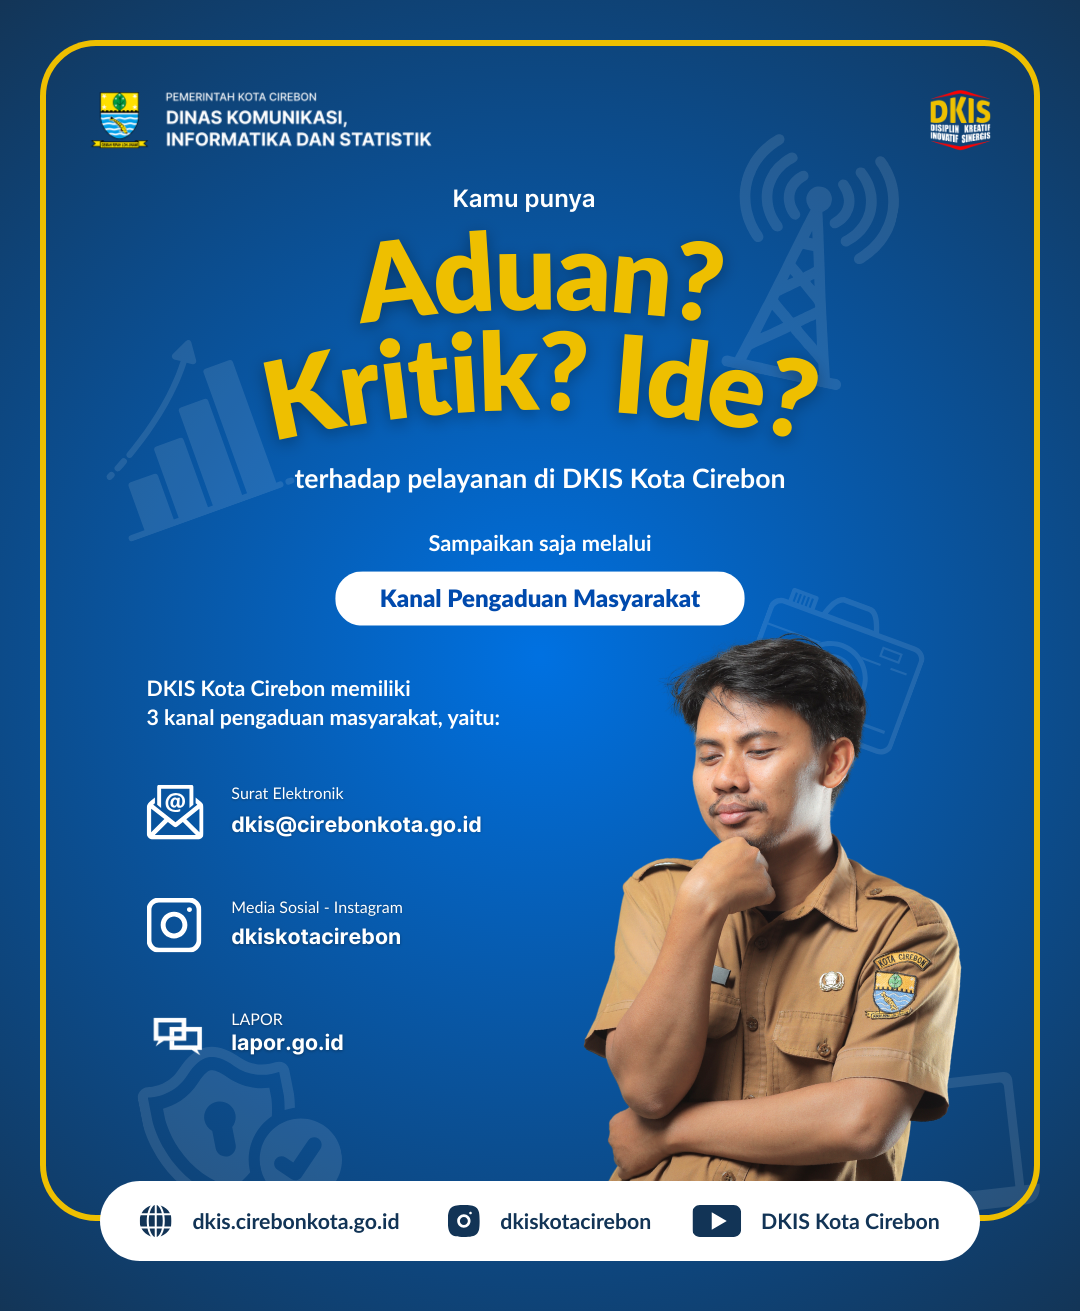 PEMERINTAH KOTA CIREBON
DINAS KOMUNIKASI,
INFORMATIKA DAN STATISTIK
DKIS
DISIPLIN KREATIF
INOVATIF SINERGIS
Kamu punya
Aduan?
Kritik? Ide?
terhadap pelayanan di DKIS Kota Cirebon
Sampaikan saja melalui
Kanal Pengaduan Masyarakat
DKIS Kota Cirebon memiliki
3 kanal pengaduan masyarakat, yaitu:
Surat Elektronik
dkis@cirebonkota.go.id
Media Sosial - Instagram
dkiskotacirebon
LAPOR
lapor.go.id
KOTA CIREBON
dkis.cirebonkota.go.id
dkiskotacirebon
DKIS Kota Cirebon